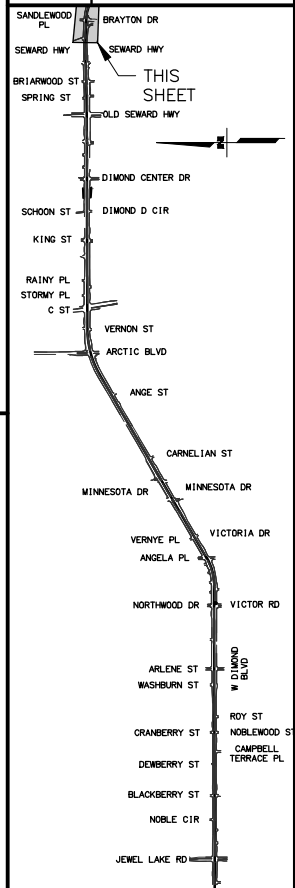 SANDLEWOOD
PL
BRAYTON DR
SEWARD HWY
SEWARD HWY
THIS
SHEET
BRIARWOOD ST
SPRING ST
OLD SEWARD HWY
N
DIMOND CENTER DR
SCHOON ST
DIMOND D CIR
KING ST
RAINY PL
STORMY PL
C ST
VERNON ST
ARCTIC BLVD
ANGE ST
CARNELIAN ST
MINNESOTA DR
MINNESOTA DR
VICTORIA DR
VERNYE PL
ANGELA PL
NORTHWOOD DR
VICTOR RD
ARLENE ST
WASHBURN ST
W DIMOND
BLVD
ROY ST
CRANBERRY ST
NOBLEWOOD ST
CAMPBELL
TERRACE PL
DEWBERRY ST
BLACKBERRY ST
NOBLE CIR
JEWEL LAKE RD